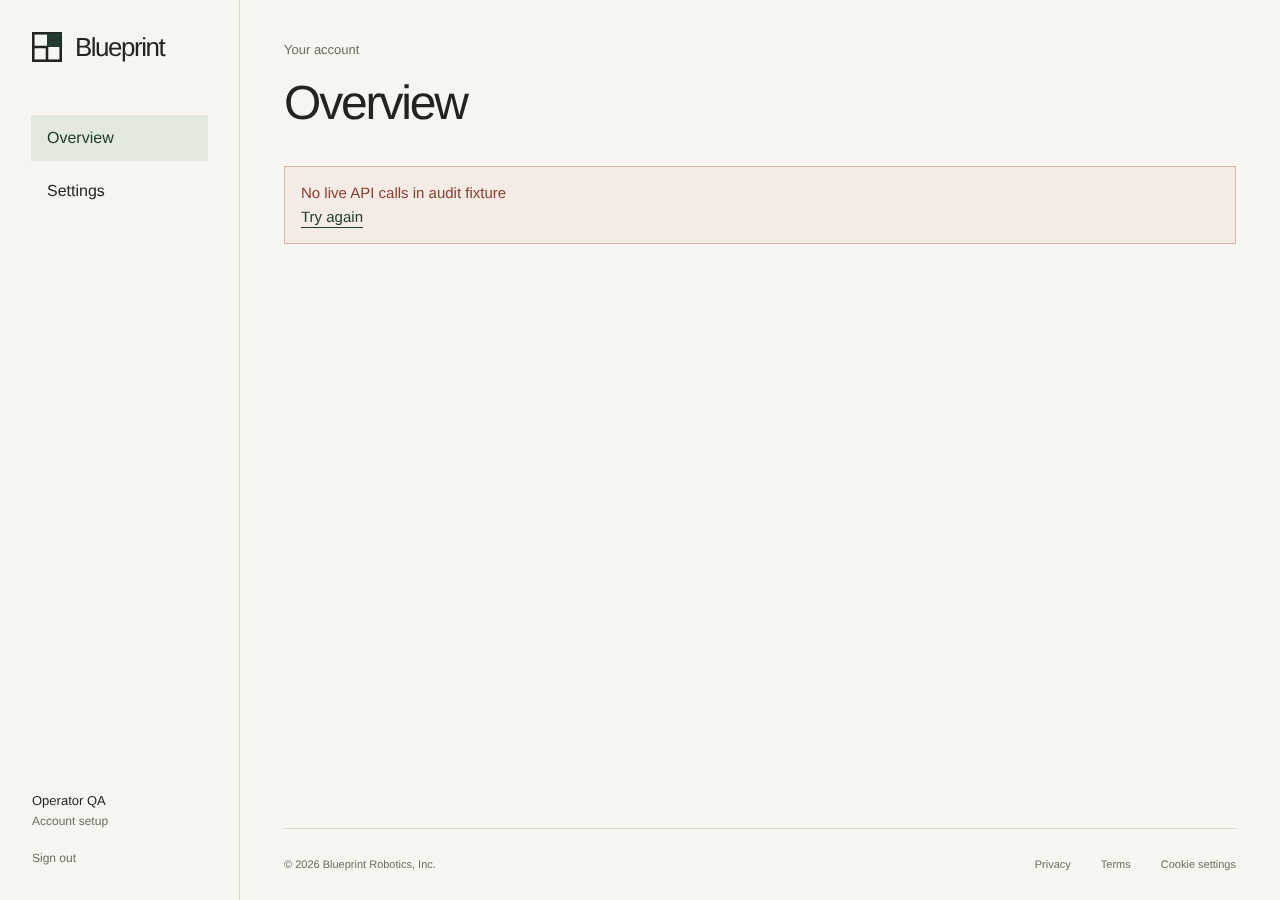 Blueprint
Overview
Settings
Operator QA
Account setup
Sign out
Your account
Overview
No live API calls in audit fixture
Try again
© 2026 Blueprint Robotics, Inc.
Privacy
Terms
Cookie settings